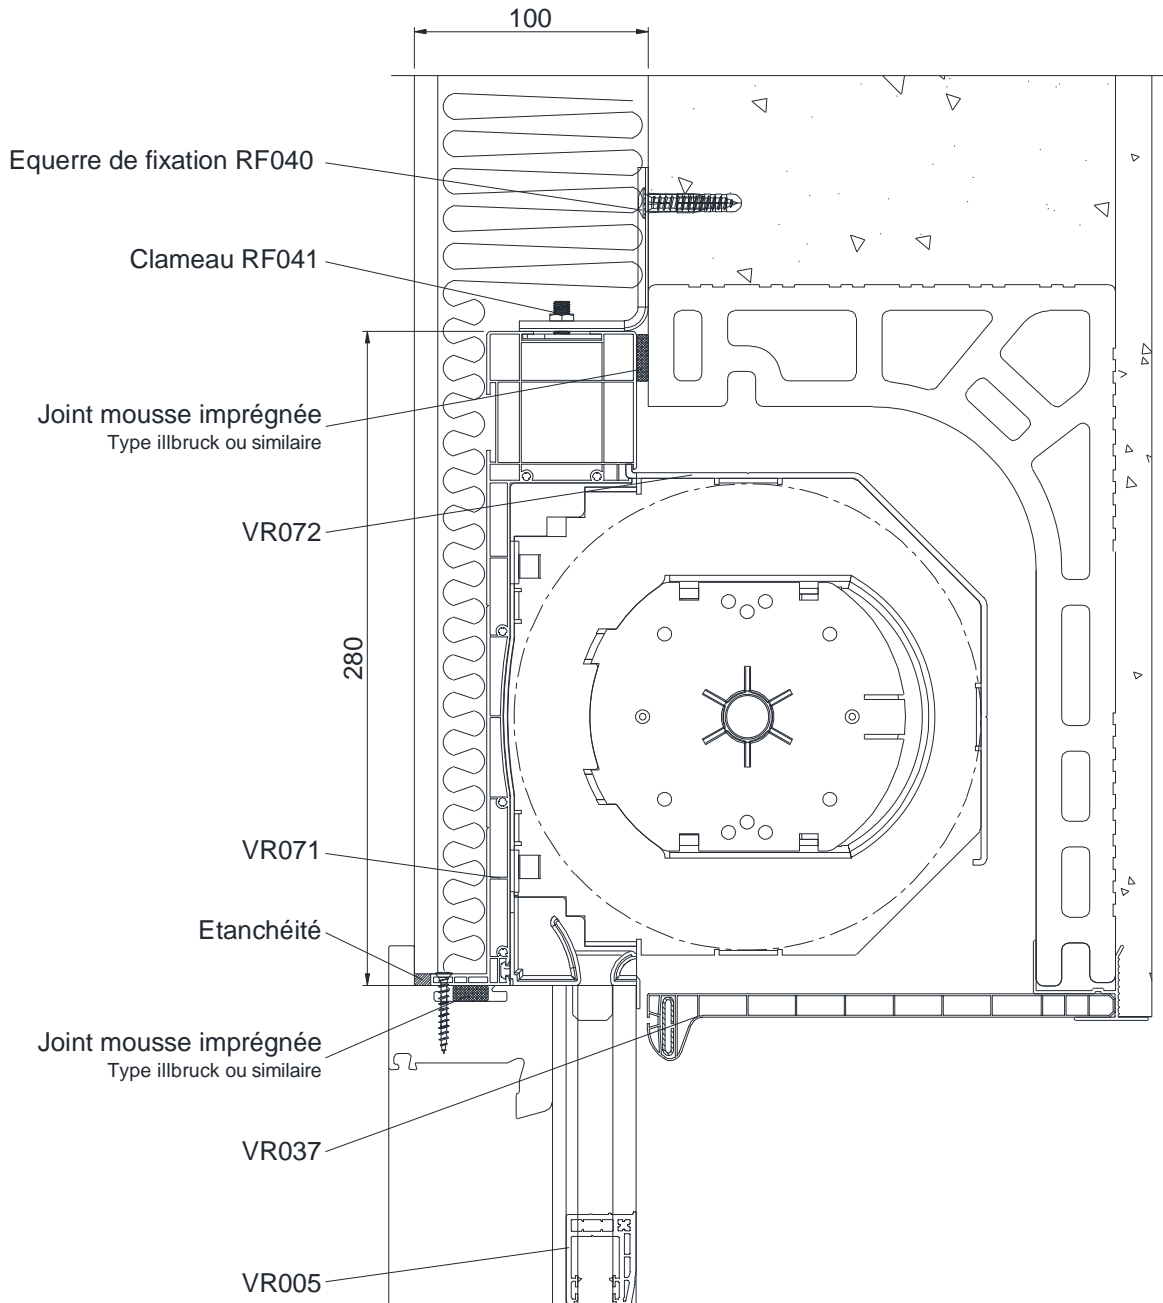 100
Equerre de fixation RF040
Clameau RF041
Joint mousse imprégnée
Type illbruck ou similaire
VR072
280
VR071
Etanchéité
Joint mousse imprégnée
Type illbruck ou similaire
VR037
VR005